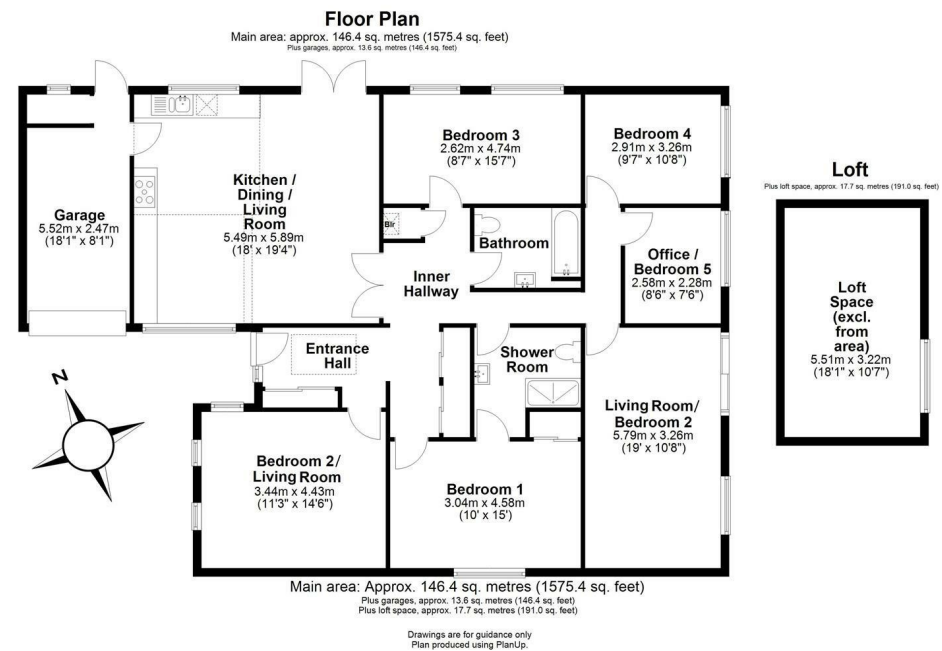 Floor Plan
Main area: approx. 146.4 sq. metres (1575.4 sq. feet)
Plus garages, approx. 13.6 sq. metres (146.4 sq. feet)
Bedroom 3
2.62m x 4.74m
(8'7" x 15'7")
Bedroom 4
2.91m x 3.26m
(9'7" x 10'8")
Loft
Plus loft space, approx. 17.7 sq. metres (191.0 sq. feet)
Kitchen /
Dining /
Living
Room
5.49m x 5.89m
(18' x 19'4")
Garage
5.52m x 2.47m
(18'1" x 8'1")
Blr
Bathroom
Office /
Bedroom 5
2.58m x 2.28m
(8'6" x 7'6")
Inner
Hallway
Loft
Space
(excl.
from
area)
5.51m x 3.22m
(18'1" x 10'7")
Entrance
Hall
Shower
Room
N
Living Room/
Bedroom 2
5.79m x 3.26m
(19' x 10'8")
Bedroom 2/
Living Room
3.44m x 4.43m
(11'3" x 14'6")
Bedroom 1
3.04m x 4.58m
(10' x 15')
Main area: Approx. 146.4 sq. metres (1575.4 sq. feet)
Plus garages, approx. 13.6 sq. metres (146.4 sq. feet)
Plus loft space, approx. 17.7 sq. metres (191.0 sq. feet)
Drawings are for guidance only
Plan produced using PlanUp.